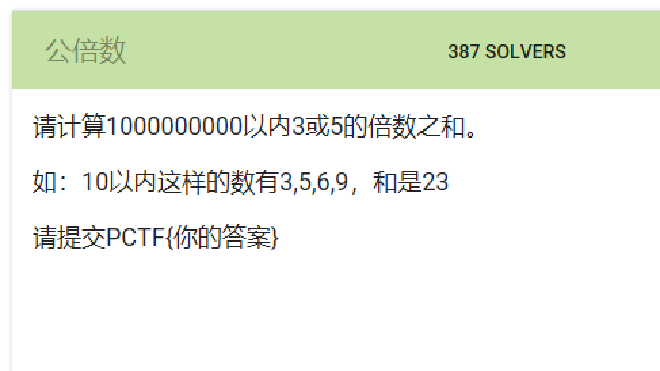 公倍数
387 SOLVERS
请计算1000000000以内3或5的倍数之和。
如：10以内这样的数有3,5,6,9，和是23
请提交PCTF{你的答案}